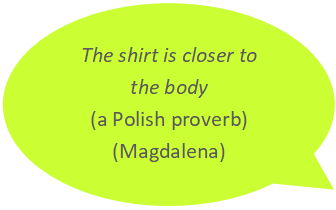 The shirt is closer to
the body
(a Polish proverb)
(Magdalena)